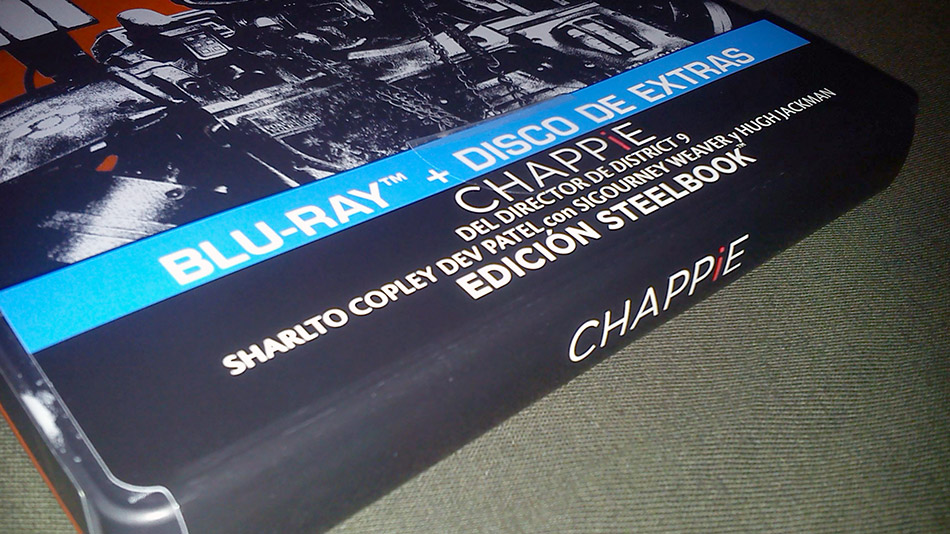 BLU-RAY™ + DISCO DE EXTRAS
CHAPPiE
DEL DIRECTOR DE DISTRICT 9
SHARLTO COPLEY DEV PATEL con SIGOURNEY WEAVER y HUGH JACKMAN
EDICIÓN STEELBOOK™
CHAPPiE